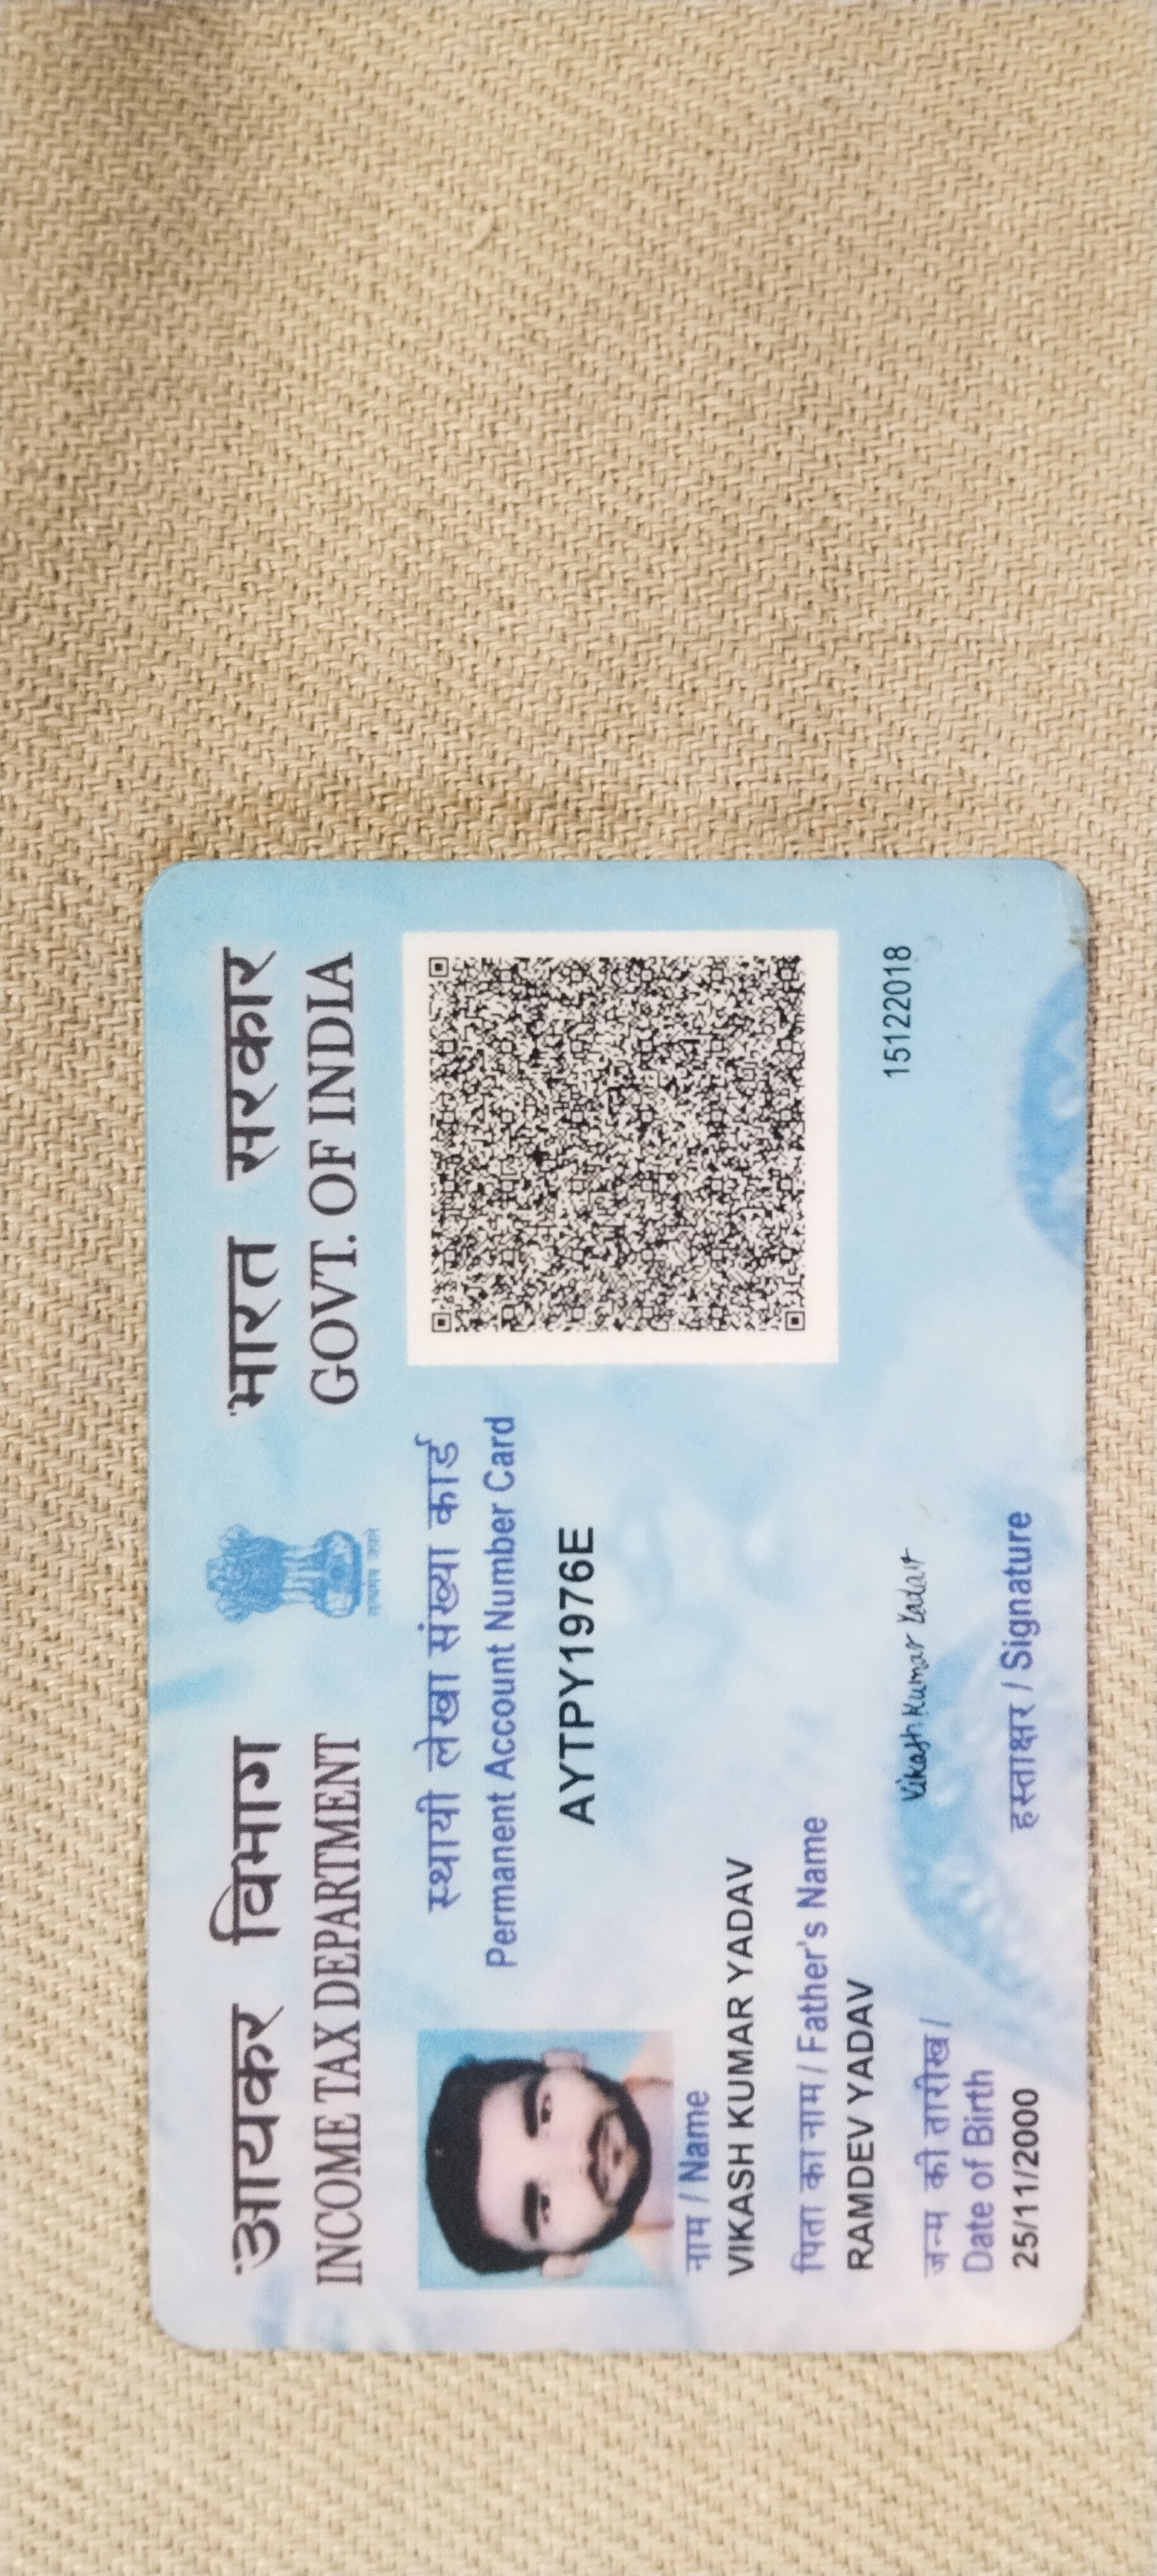 आयकर विभाग
INCOME TAX DEPARTMENT
भारत सरकार
GOVT. OF INDIA
सत्यमेव जयते
स्थायी लेखा संख्या कार्ड
Permanent Account Number Card
AYTPY1976E
नाम / Name
VIKASH KUMAR YADAV
पिता का नाम / Father's Name
RAMDEV YADAV
जन्म की तारीख /
Date of Birth
25/11/2000
Vikash Kumar Yadav
हस्ताक्षर / Signature
15122018